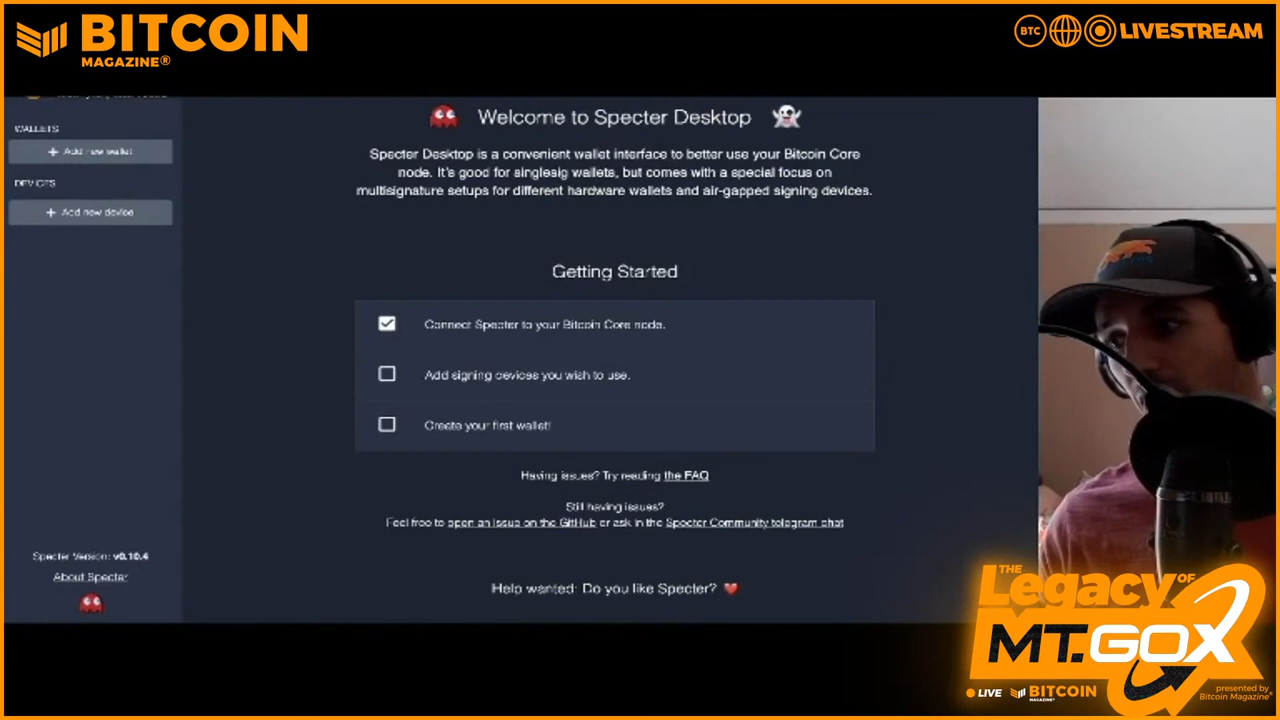 BITCOIN
MAGAZINE®
BTC
LIVESTREAM
WALLETS
+ Add new wallet
DEVICES
+ Add new device
Welcome to Specter Desktop
Specter Desktop is a convenient wallet interface to better use your Bitcoin Core
node. It's good for singlesig wallets, but comes with a special focus on
multisignature setups for different hardware wallets and air-gapped signing devices.
Getting Started
Connect Specter to your Bitcoin Core node.
Add signing devices you wish to use.
Create your first wallet!
Having issues? Try reading the FAQ
Still having issues?
Feel free to open an issue on the GitHub or ask in the Specter Community telegram chat
Help wanted: Do you like Specter?
Specter Version: v0.10.4
About Specter
THE
Legacy OF
MT.GOX
LIVE
BITCOIN
MAGAZINE®
presented by
Bitcoin Magazine®